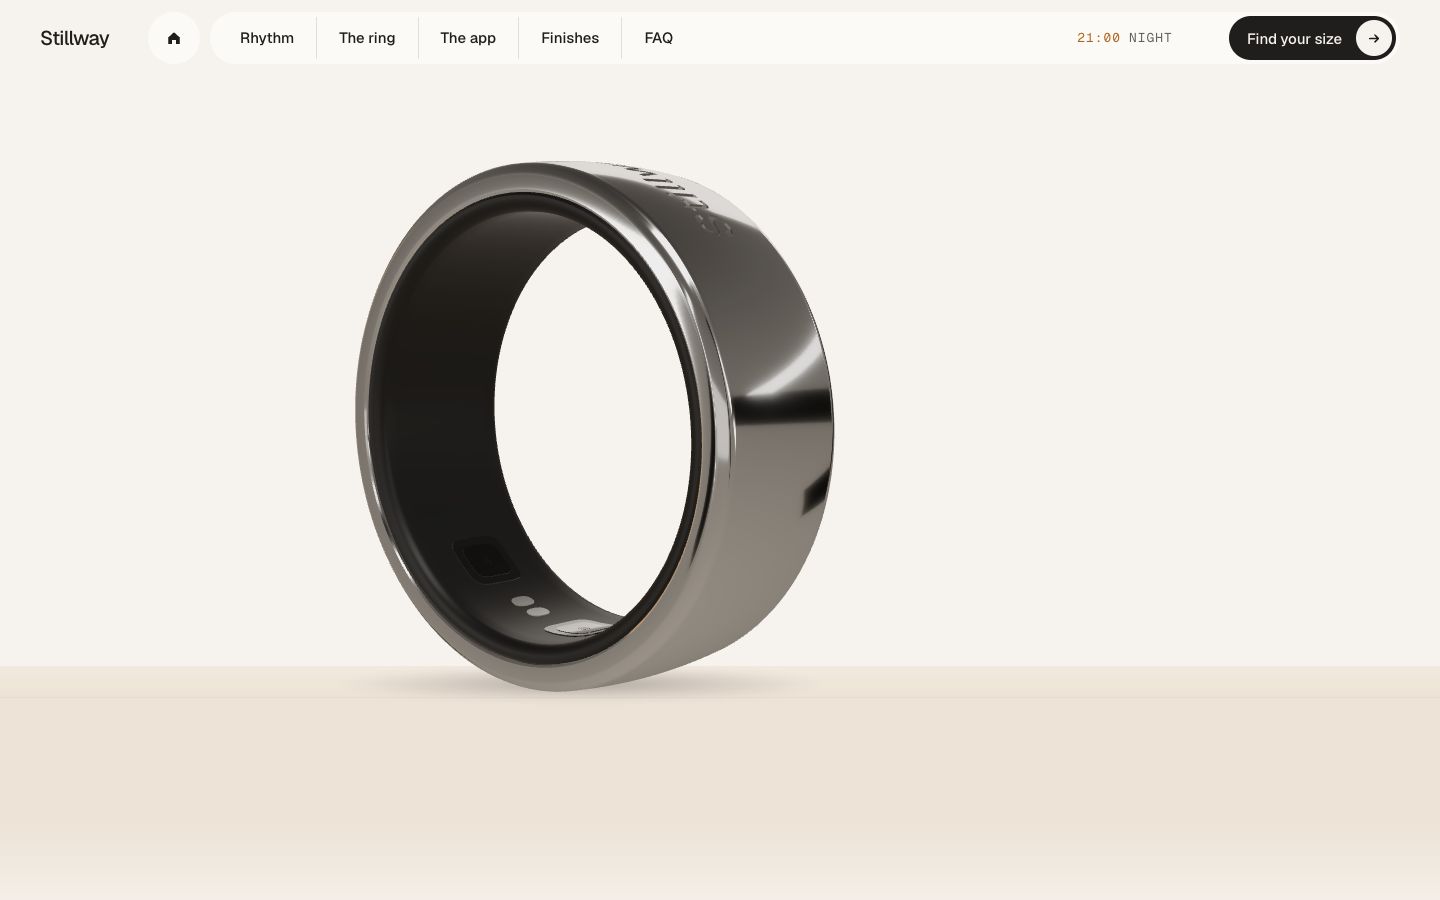 Stillway
Rhythm
The ring
The app
Finishes
FAQ
21:00 NIGHT
Find your size